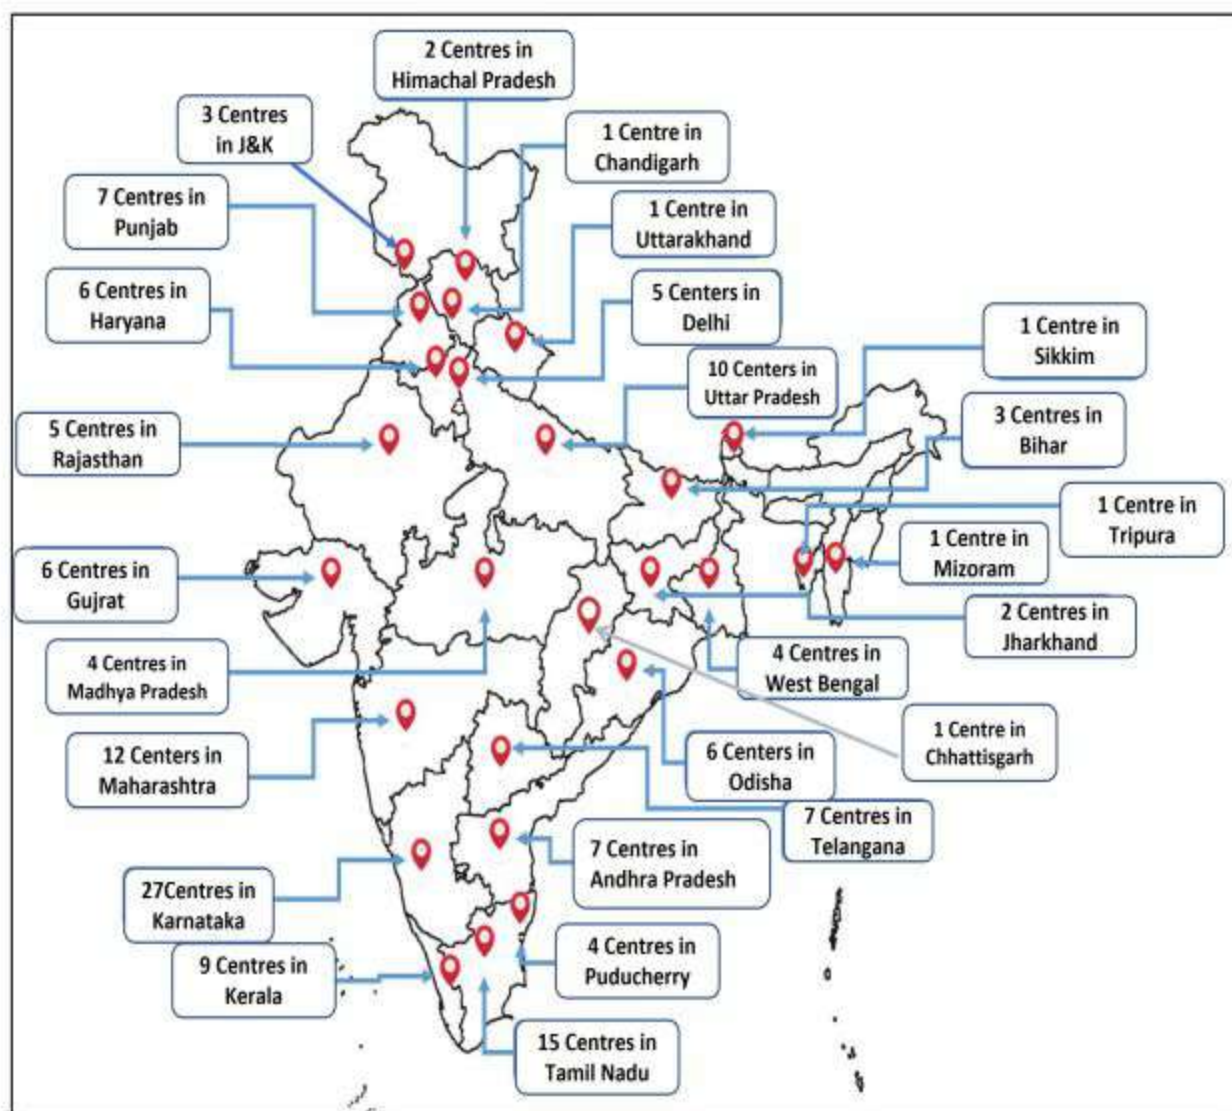 2 Centres in
Himachal Pradesh
3 Centres
in J&K
1 Centre in
Chandigarh
7 Centres in
Punjab
1 Centre in
Uttarakhand
6 Centres in
Haryana
5 Centers in
Delhi
1 Centre in
Sikkim
10 Centers in
Uttar Pradesh
3 Centres in
Bihar
5 Centres in
Rajasthan
1 Centre in
Tripura
1 Centre in
Mizoram
6 Centres in
Gujrat
2 Centres in
Jharkhand
4 Centres in
West Bengal
4 Centres in
Madhya Pradesh
1 Centre in
Chhattisgarh
12 Centers in
Maharashtra
6 Centers in
Odisha
7 Centres in
Telangana
7 Centres in
Andhra Pradesh
27Centres in
Karnataka
4 Centres in
Puducherry
9 Centres in
Kerala
15 Centres in
Tamil Nadu